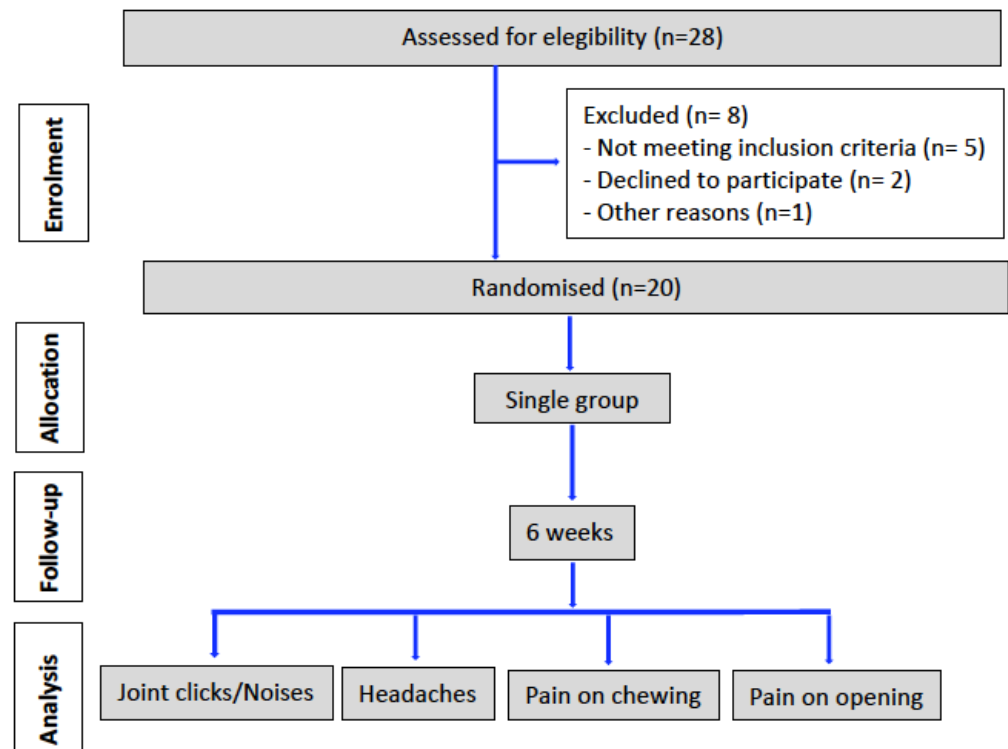 Assessed for elegibility (n=28)
Enrolment
Excluded (n= 8)
- Not meeting inclusion criteria (n= 5)
- Declined to participate (n= 2)
- Other reasons (n=1)
Randomised (n=20)
Allocation
Single group
Follow-up
6 weeks
Analysis
Joint clicks/Noises
Headaches
Pain on chewing
Pain on opening